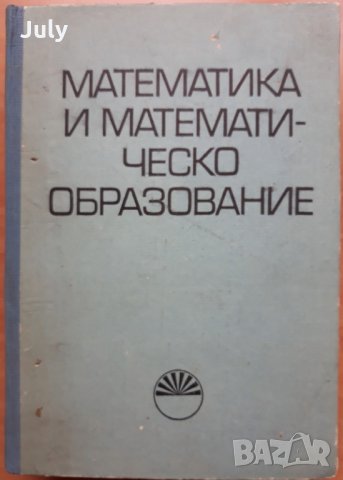 July
МАТЕМАТИКА
И МАТЕМАТИ-
ЧЕСКО
ОБРАЗОВАНИЕ
BAZAR